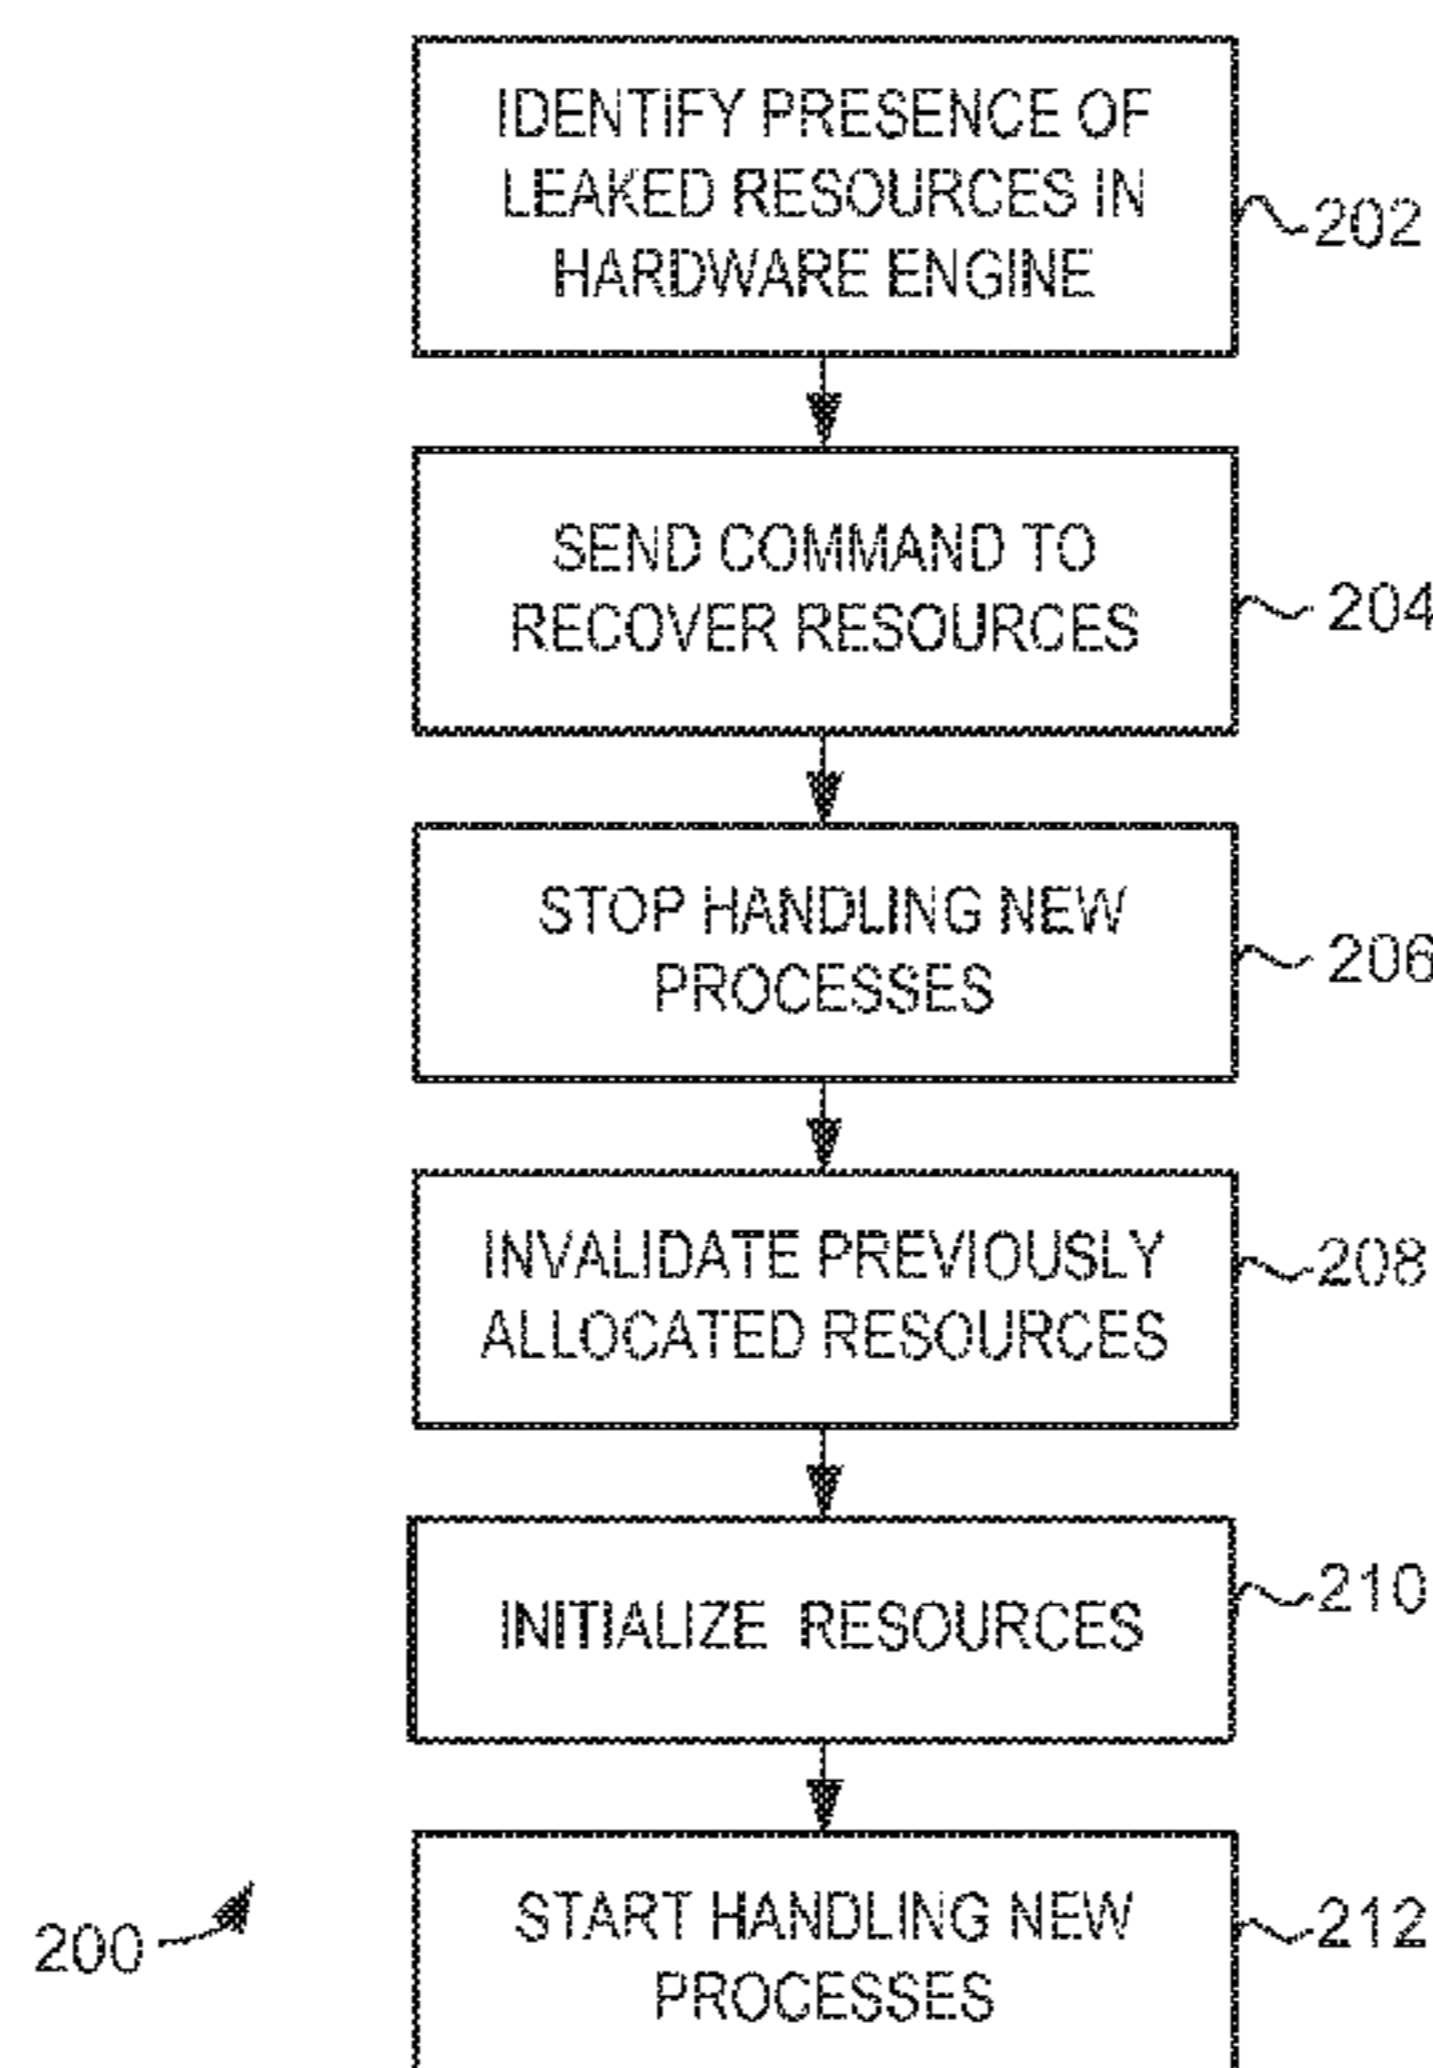 IDENTIFY PRESENCE OF
LEAKED RESOURCES IN
HARDWARE ENGINE
202
SEND COMMAND TO
RECOVER RESOURCES
204
STOP HANDLING NEW
PROCESSES
206
INVALIDATE PREVIOUSLY
ALLOCATED RESOURCES
208
INITIALIZE RESOURCES
210
START HANDLING NEW
PROCESSES
212
200